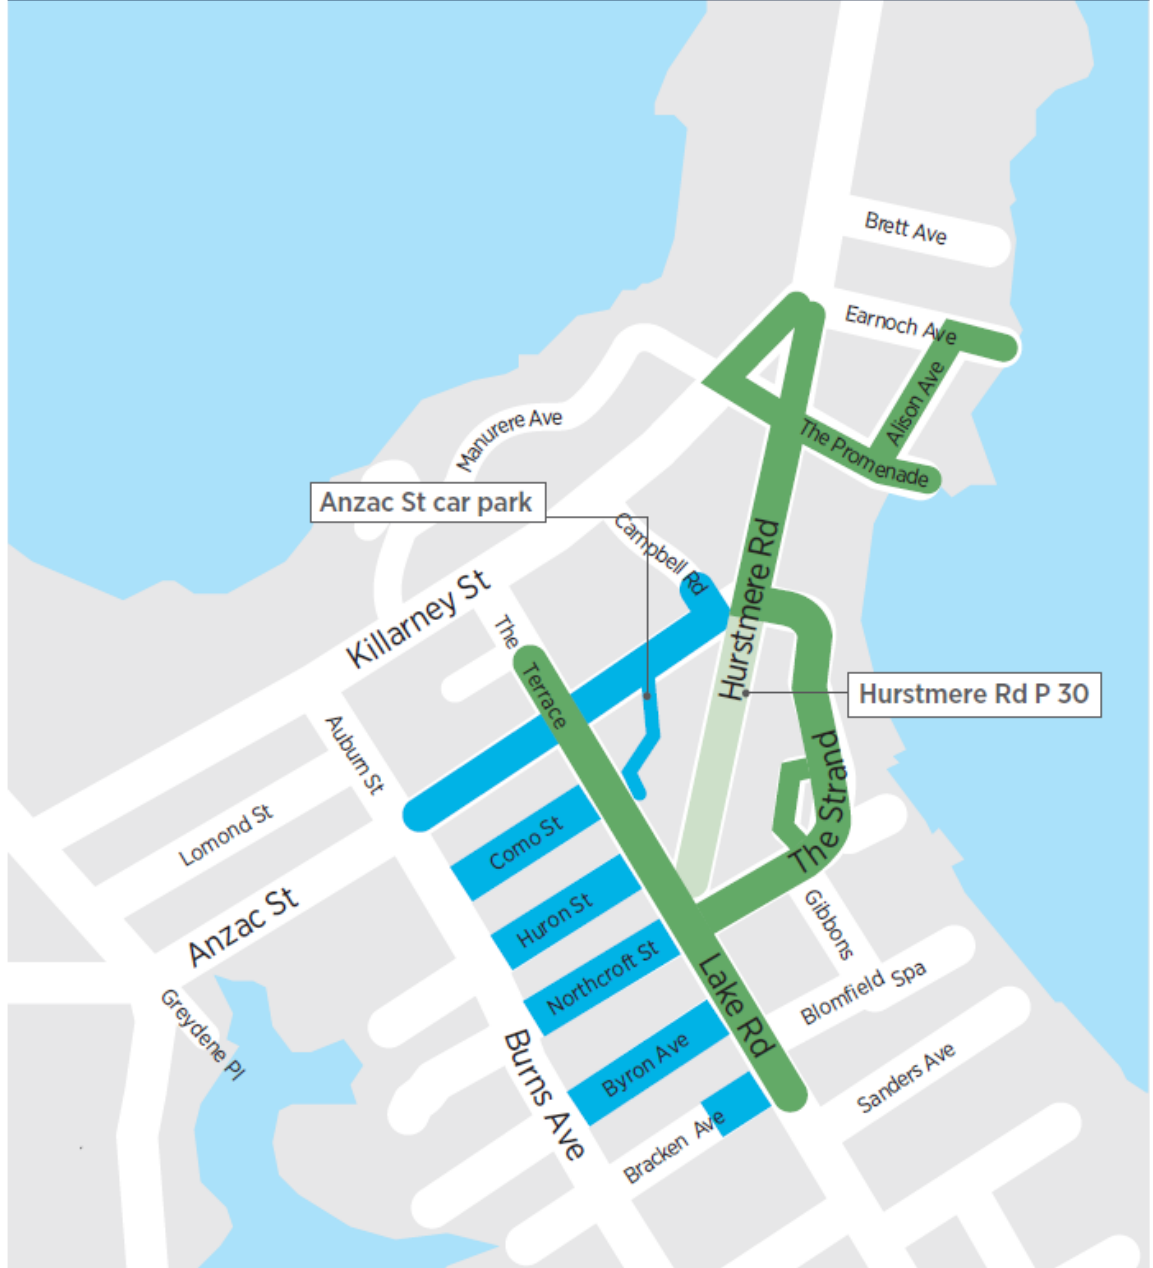 Brett Ave
Earnoch Ave
Alison Ave
The Promenade
Manurere Ave
Anzac St car park
Campbell Rd
Hurstmere Rd
Killarney St
The
Terrace
Hurstmere Rd
Hurstmere Rd P 30
Auburn St
The Strand
Lomond St
Como St
Anzac St
Huron St
Gibbons
Northcroft St
Lake Rd
Blomfield Spa
Greydene Pl
Burns Ave
Byron Ave
Sanders Ave
Bracken Ave